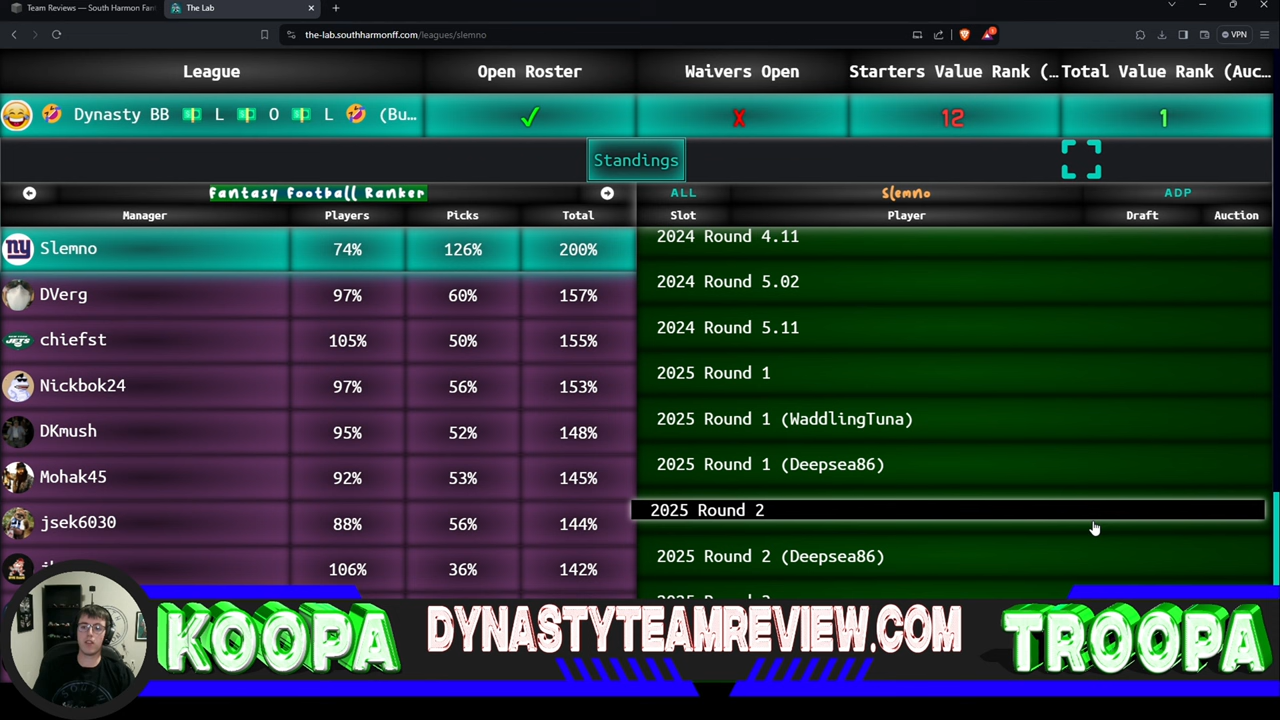 Team Reviews — South Harmon Fan
The Lab
the-lab.southharmonff.com/leagues/slemno
VPN
League
Open Roster
Waivers Open
Starters Value Rank (…
Total Value Rank (Auc…
😂 🤣 Dynasty BB 💵 L 💵 O 💵 L 🤣 (Bu…
✓
X
12
1
Standings
Fantasy Football Ranker
ALL
Slemno
ADP
Manager
Players
Picks
Total
Slot
Player
Draft
Auction
Slemno 74% 126% 200%
DVerg 97% 60% 157%
chiefst 105% 50% 155%
Nickbok24 97% 56% 153%
DKmush 95% 52% 148%
Mohak45 92% 53% 145%
jsek6030 88% 56% 144%
106% 36% 142%
2024 Round 4.11
2024 Round 5.02
2024 Round 5.11
2025 Round 1
2025 Round 1 (WaddlingTuna)
2025 Round 1 (Deepsea86)
2025 Round 2
2025 Round 2 (Deepsea86)
KOOPA
DYNASTYTEAMREVIEW.COM
TROOPA